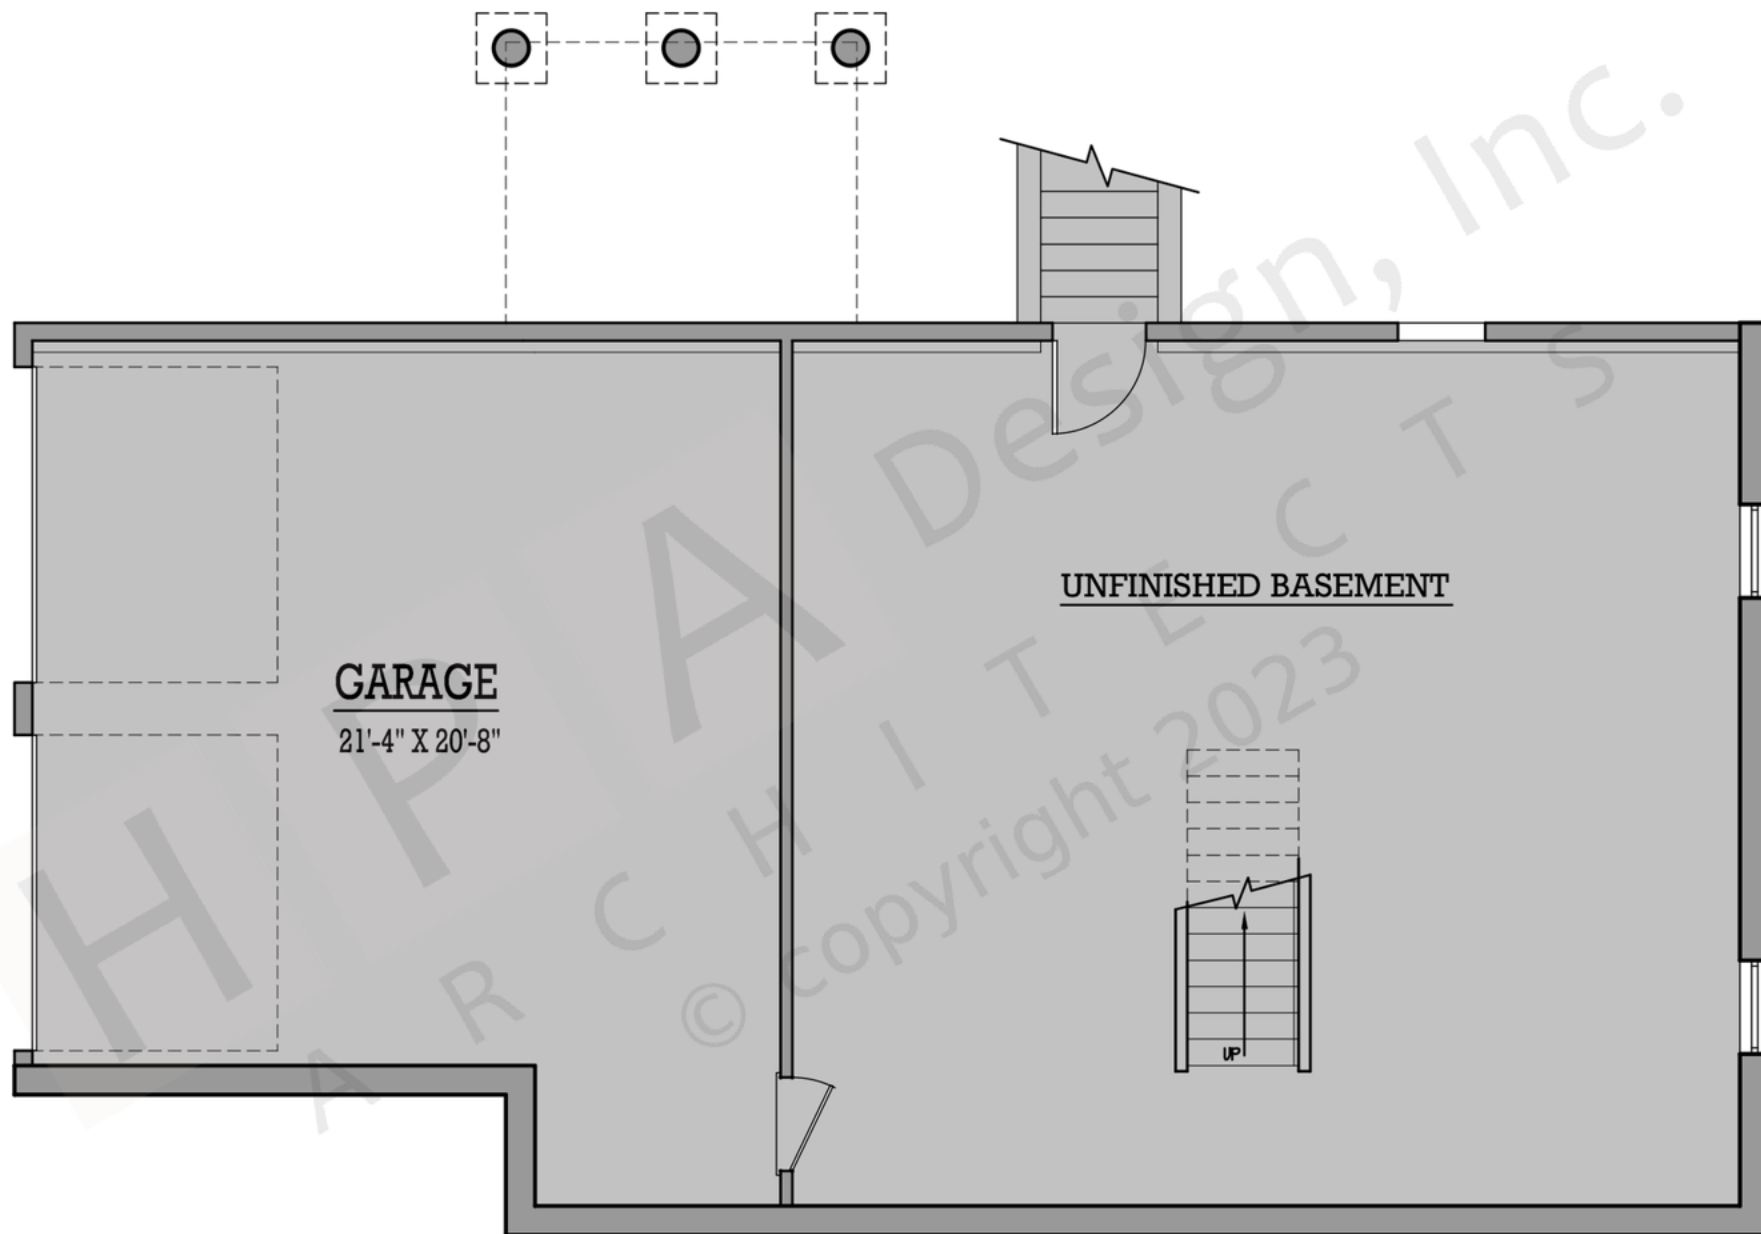 UNFINISHED BASEMENT
GARAGE
21'-4" X 20'-8"
UP
HPA Design, Inc.
ARCHITECTS
© copyright 2023